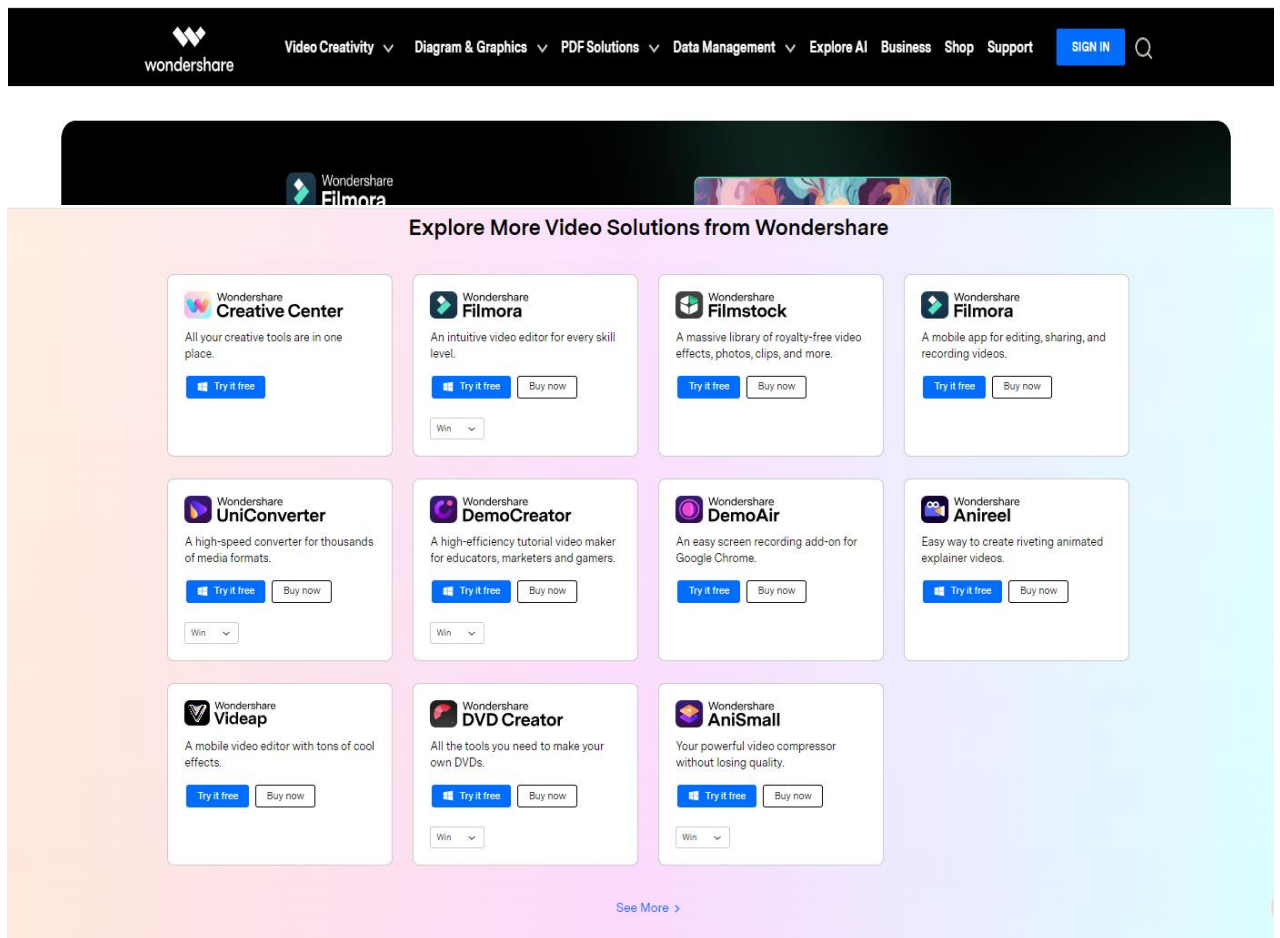 wondershare
Video Creativity
Diagram & Graphics
PDF Solutions
Data Management
Explore AI
Business
Shop
Support
SIGN IN
Wondershare
Filmora
Explore More Video Solutions from Wondershare
Wondershare
Creative Center
All your creative tools are in one
place.
Try it free
Wondershare
Filmora
An intuitive video editor for every skill
level.
Try it free
Buy now
Win
Wondershare
Filmstock
A massive library of royalty-free video
effects, photos, clips, and more.
Try it free
Buy now
Wondershare
Filmora
A mobile app for editing, sharing, and
recording videos.
Try it free
Buy now
Wondershare
UniConverter
A high-speed converter for thousands
of media formats.
Try it free
Buy now
Win
Wondershare
DemoCreator
A high-efficiency tutorial video maker
for educators, marketers and gamers.
Try it free
Buy now
Win
Wondershare
DemoAir
An easy screen recording add-on for
Google Chrome.
Try it free
Buy now
Wondershare
Anireel
Easy way to create riveting animated
explainer videos.
Try it free
Buy now
Wondershare
Videap
A mobile video editor with tons of cool
effects.
Try it free
Buy now
Wondershare
DVD Creator
All the tools you need to make your
own DVDs.
Try it free
Buy now
Win
Wondershare
AniSmall
Your powerful video compressor
without losing quality.
Try it free
Buy now
Win
See More